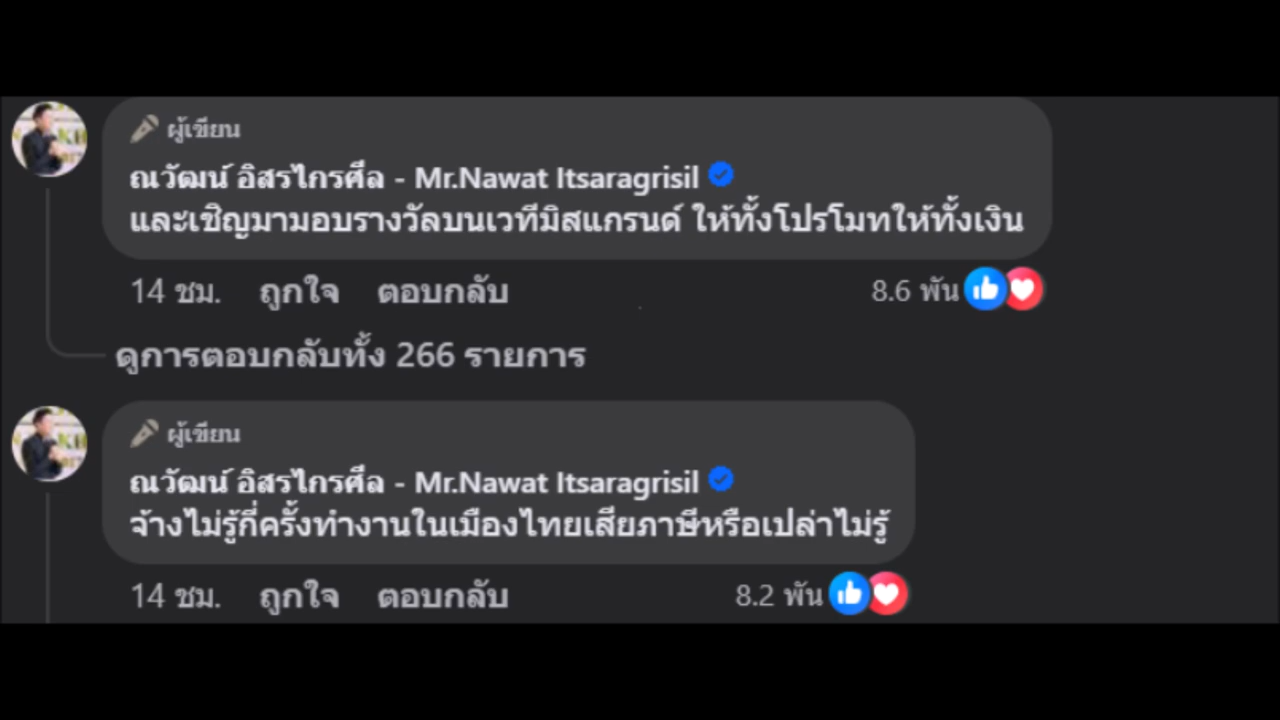 ผู้เขียน
ณวัฒน์ อิสรไกรศีล - Mr.Nawat Itsaragrisil
และเชิญมามอบรางวัลบนเวทีมิสแกรนด์ ให้ทั้งโปรโมทให้ทั้งเงิน
14 ชม. ถูกใจ ตอบกลับ 8.6 พัน
ดูการตอบกลับทั้ง 266 รายการ
ผู้เขียน
ณวัฒน์ อิสรไกรศีล - Mr.Nawat Itsaragrisil
จ้างไม่รู้กี่ครั้งทำงานในเมืองไทยเสียภาษีหรือเปล่าไม่รู้
14 ชม. ถูกใจ ตอบกลับ 8.2 พัน